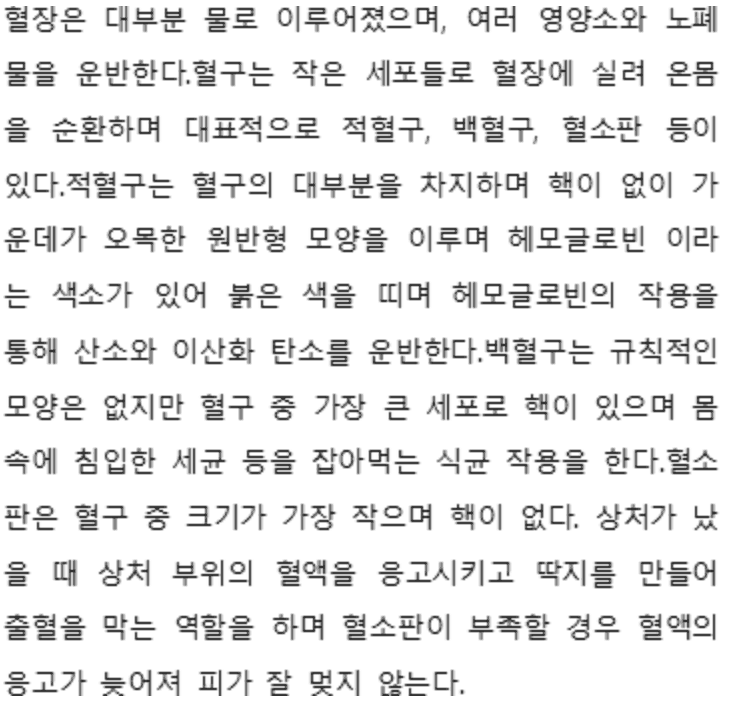 혈장은 대부분 물로 이루어졌으며, 여러 영양소와 노폐
물을 운반한다.혈구는 작은 세포들로 혈장에 실려 온몸
을 순환하며 대표적으로 적혈구, 백혈구, 혈소판 등이
있다.적혈구는 혈구의 대부분을 차지하며 핵이 없이 가
운데가 오목한 원반형 모양을 이루며 헤모글로빈 이라
는 색소가 있어 붉은 색을 띠며 헤모글로빈의 작용을
통해 산소와 이산화 탄소를 운반한다.백혈구는 규칙적인
모양은 없지만 혈구 중 가장 큰 세포로 핵이 있으며 몸
속에 침입한 세균 등을 잡아먹는 식균 작용을 한다.혈소
판은 혈구 중 크기가 가장 작으며 핵이 없다. 상처가 났
을 때 상처 부위의 혈액을 응고시키고 딱지를 만들어
출혈을 막는 역할을 하며 혈소판이 부족할 경우 혈액의
응고가 늦어져 피가 잘 멎지 않는다.